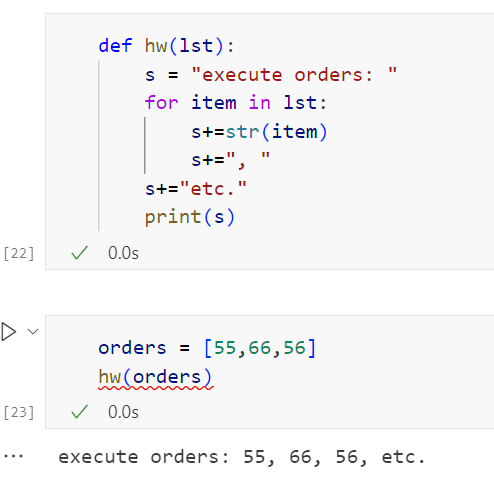 def hw(lst):
    s = "execute orders: "
    for item in lst:
        s+=str(item)
        s+=", "
    s+="etc."
    print(s)
[22] 0.0s
orders = [55,66,56]
hw(orders)
[23] 0.0s
... execute orders: 55, 66, 56, etc.